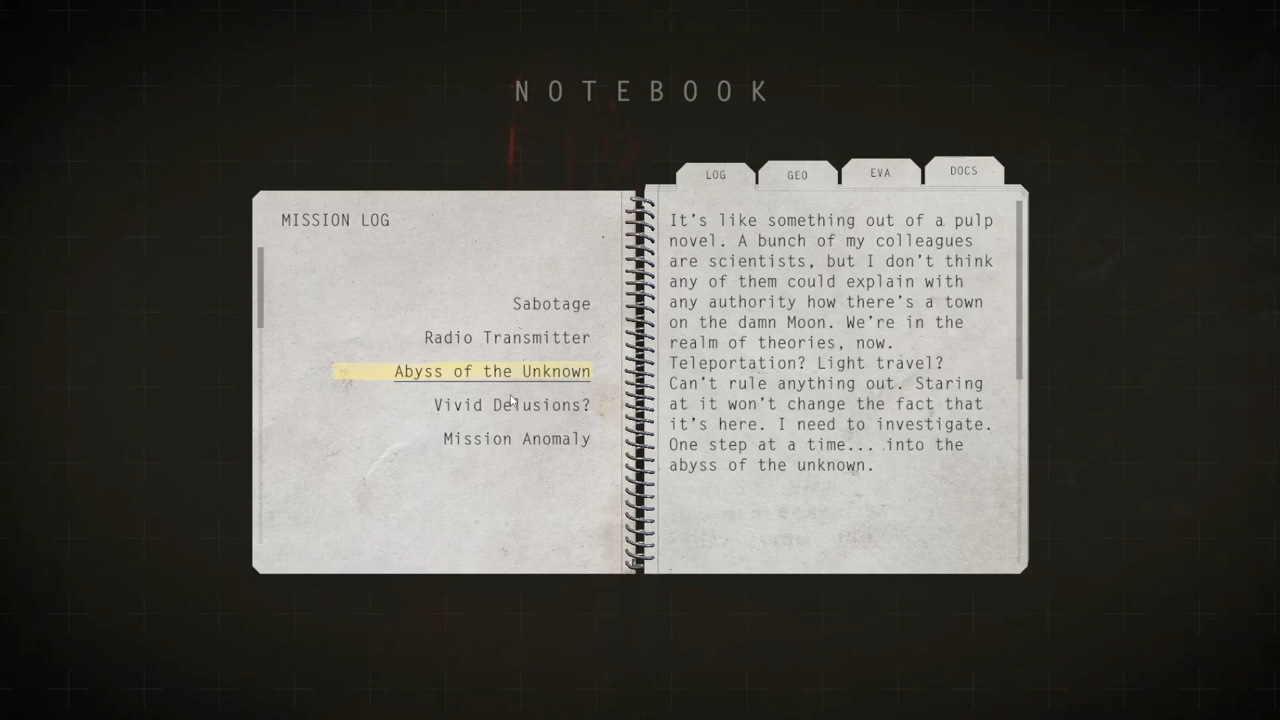 NOTEBOOK
LOG
GEO
EVA
DOCS
MISSION LOG
Sabotage
Radio Transmitter
Abyss of the Unknown
Vivid Delusions?
Mission Anomaly
It's like something out of a pulp
novel. A bunch of my colleagues
are scientists, but I don't think
any of them could explain with
any authority how there's a town
on the damn Moon. We're in the
realm of theories, now.
Teleportation? Light travel?
Can't rule anything out. Staring
at it won't change the fact that
it's here. I need to investigate.
One step at a time... into the
abyss of the unknown.